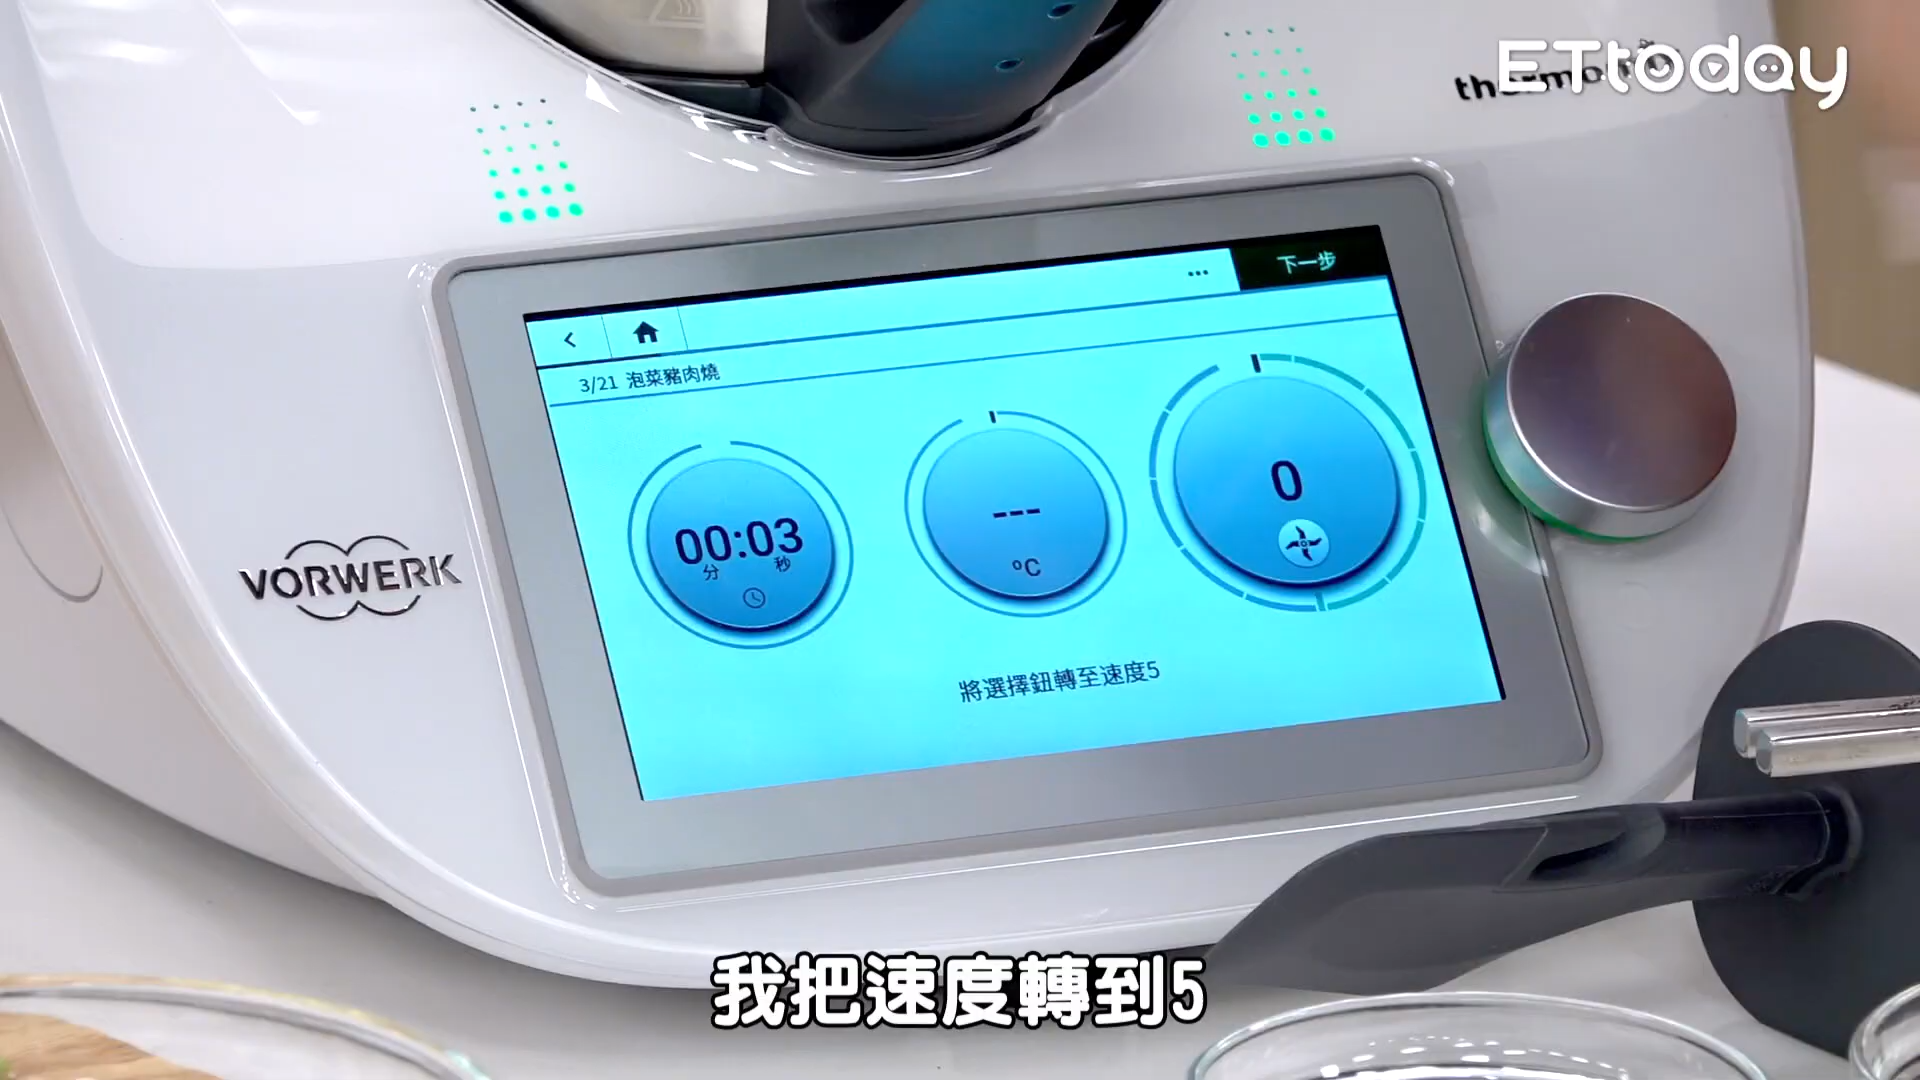 ETtoday
thermomix
下一步
3/21 泡菜豬肉燒
00:03
分 秒
---
°C
0
將選擇鈕轉至速度5
VORWERK
我把速度轉到5